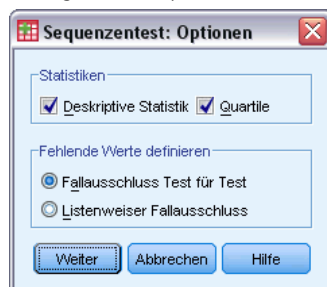 Sequenzentest: Optionen
Statistiken
Deskriptive Statistik Quartile
Fehlende Werte definieren
Fallausschluss Test für Test
Listenweiser Fallausschluss
Weiter Abbrechen Hilfe